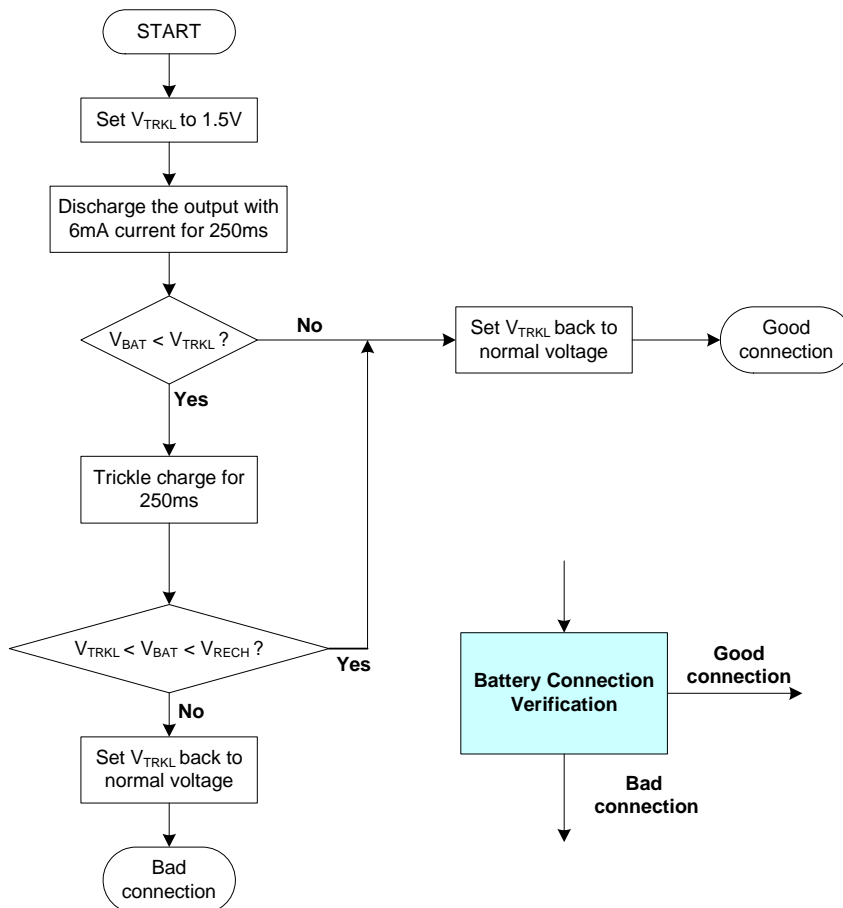 START
Set VTRKL to 1.5V
Discharge the output with
6mA current for 250ms
VBAT < VTRKL ?
No
Yes
Set VTRKL back to
normal voltage
Good
connection
Trickle charge for
250ms
VTRKL < VBAT < VRECH ?
Yes
No
Set VTRKL back to
normal voltage
Bad
connection
Battery Connection
Verification
Good
connection
Bad
connection